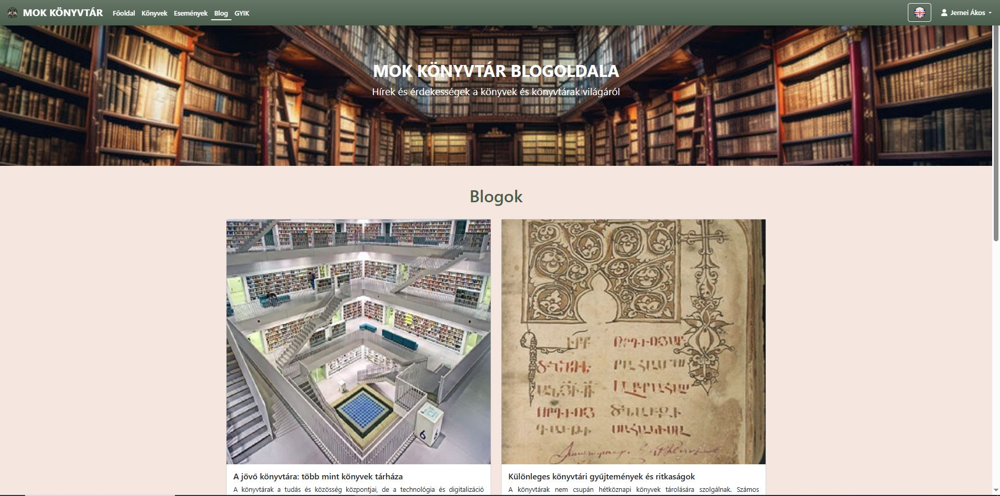 MOK KÖNYVTÁR Főoldal Könyvek Események Blog GYIK Jernei Ákos
MOK KÖNYVTÁR BLOGOLDALA
Hírek és érdekességek a könyvek és könyvtárak világáról
Blogok
6
A jövő könyvtára: több mint könyvek tárháza
A könyvtárak a tudás és közösség központjai, de a technológia és digitalizáció
Különleges könyvtári gyűjtemények és ritkaságok
A könyvtárak nem csupán hétköznapi könyvek tárolására szolgálnak. Számos